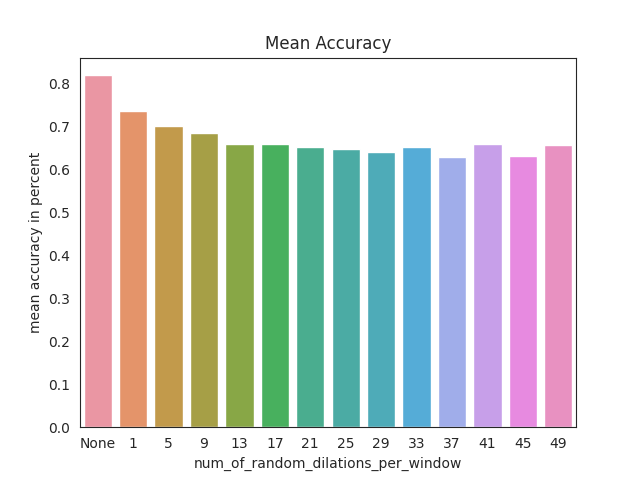 Mean Accuracy
mean accuracy in percent
0.8
0.7
0.6
0.5
0.4
0.3
0.2
0.1
0.0
None 1 5 9 13 17 21 25 29 33 37 41 45 49
num_of_random_dilations_per_window